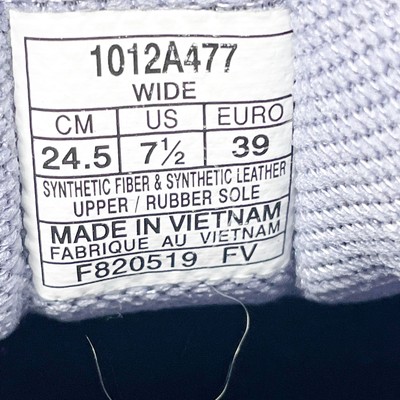 1012A477
WIDE
CM US EURO
24.5 7½ 39
SYNTHETIC FIBER & SYNTHETIC LEATHER
UPPER / RUBBER SOLE
MADE IN VIETNAM
FABRIQUE AU VIETNAM
F820519 FV